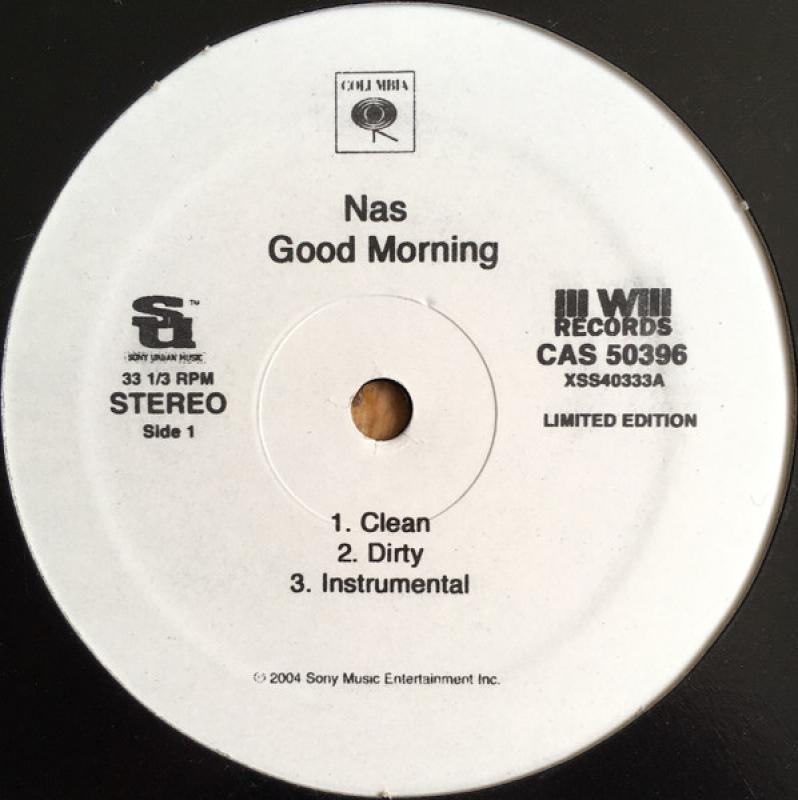 COLUMBIA
Nas
Good Morning
SU™
SONY URBAN MUSIC
33 1/3 RPM
STEREO
Side 1
Ill Will
RECORDS
CAS 50396
XSS40333A
LIMITED EDITION
1. Clean
2. Dirty
3. Instrumental
℗ 2004 Sony Music Entertainment Inc.